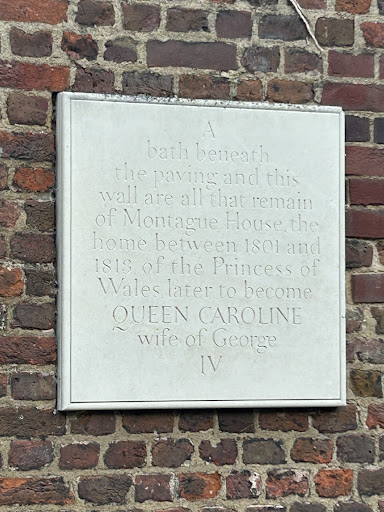 A
bath beneath
the paving and this
wall are all that remain
of Montague House, the
home between 1801 and
1813, of the Princess of
Wales later to become
QUEEN CAROLINE
wife of George
IV